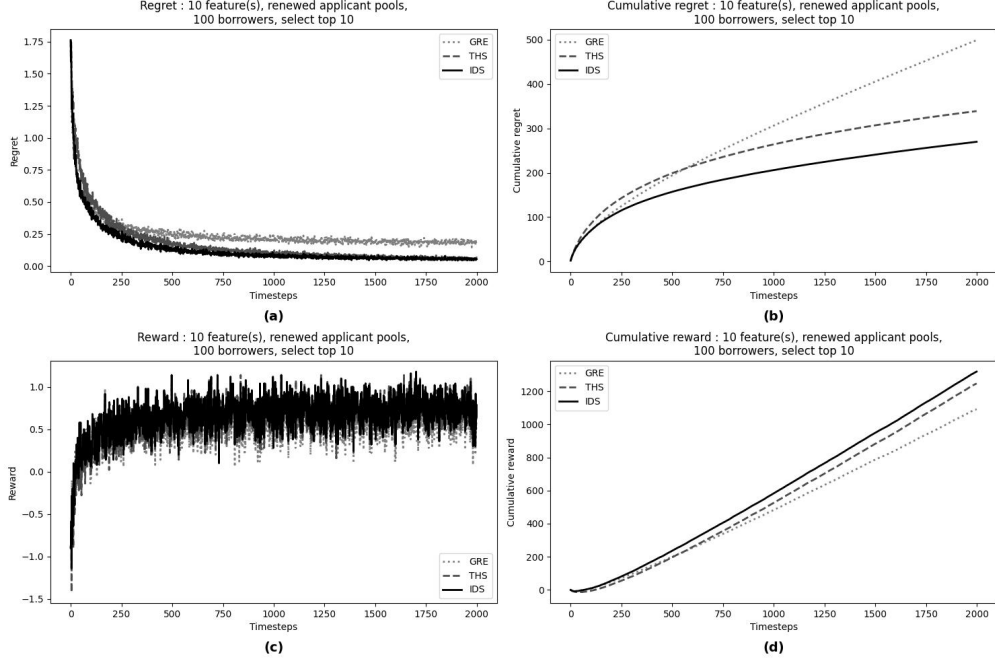 Regret : 10 feature(s), renewed applicant pools,
100 borrowers, select top 10
1.75
1.50
1.25
1.00
0.75
0.50
0.25
0.00
Regret
GRE
THS
IDS
0 250 500 750 1000 1250 1500 1750 2000
Timesteps
(a)
Cumulative regret : 10 feature(s), renewed applicant pools,
100 borrowers, select top 10
500
400
300
200
100
0
Cumulative regret
GRE
THS
IDS
0 250 500 750 1000 1250 1500 1750 2000
Timesteps
(b)
Reward : 10 feature(s), renewed applicant pools,
100 borrowers, select top 10
1.0
0.5
0.0
−0.5
−1.0
−1.5
Reward
GRE
THS
IDS
0 250 500 750 1000 1250 1500 1750 2000
Timesteps
(c)
Cumulative reward : 10 feature(s), renewed applicant pools,
100 borrowers, select top 10
1200
1000
800
600
400
200
0
Cumulative reward
GRE
THS
IDS
0 250 500 750 1000 1250 1500 1750 2000
Timesteps
(d)